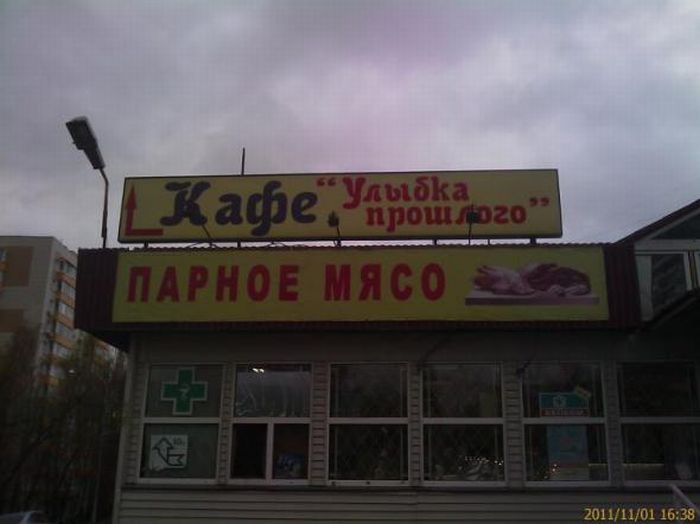 Кафе "Улыбка
прошлого"
ПАРНОЕ МЯСО
2011/11/01 16:38